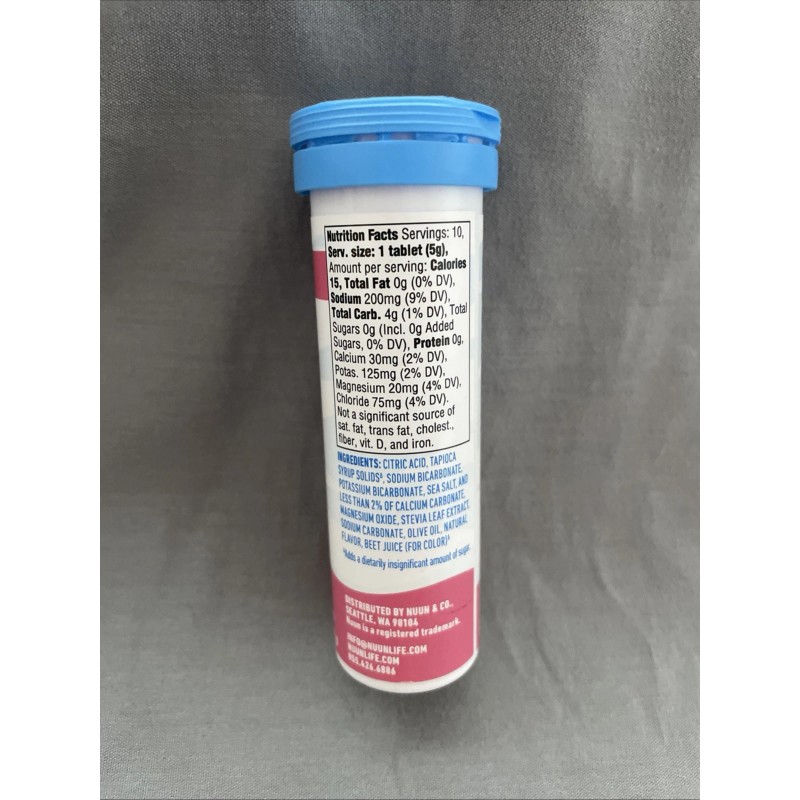 Nutrition Facts Servings: 10,
Serv. size: 1 tablet (5g),
Amount per serving: Calories
15, Total Fat 0g (0% DV),
Sodium 200mg (9% DV),
Total Carb. 4g (1% DV), Total
Sugars 0g (Incl. 0g Added
Sugars, 0% DV), Protein 0g,
Calcium 30mg (2% DV),
Potas. 125mg (2% DV),
Magnesium 20mg (4% DV),
Chloride 75mg (4% DV).
Not a significant source of
sat. fat, trans fat, cholest.,
fiber, vit. D, and iron.
INGREDIENTS: CITRIC ACID, TAPIOCA
SYRUP SOLIDS^, SODIUM BICARBONATE,
POTASSIUM BICARBONATE, SEA SALT, AND
LESS THAN 2% OF CALCIUM CARBONATE,
MAGNESIUM OXIDE, STEVIA LEAF EXTRACT,
SODIUM CARBONATE, OLIVE OIL, NATURAL
FLAVOR, BEET JUICE (FOR COLOR)^
^Adds a dietarily insignificant amount of sugar.
DISTRIBUTED BY NUUN & CO.,
SEATTLE, WA 98104
Nuun is a registered trademark.
INFO@NUUNLIFE.COM
NUUNLIFE.COM
855.426.6886